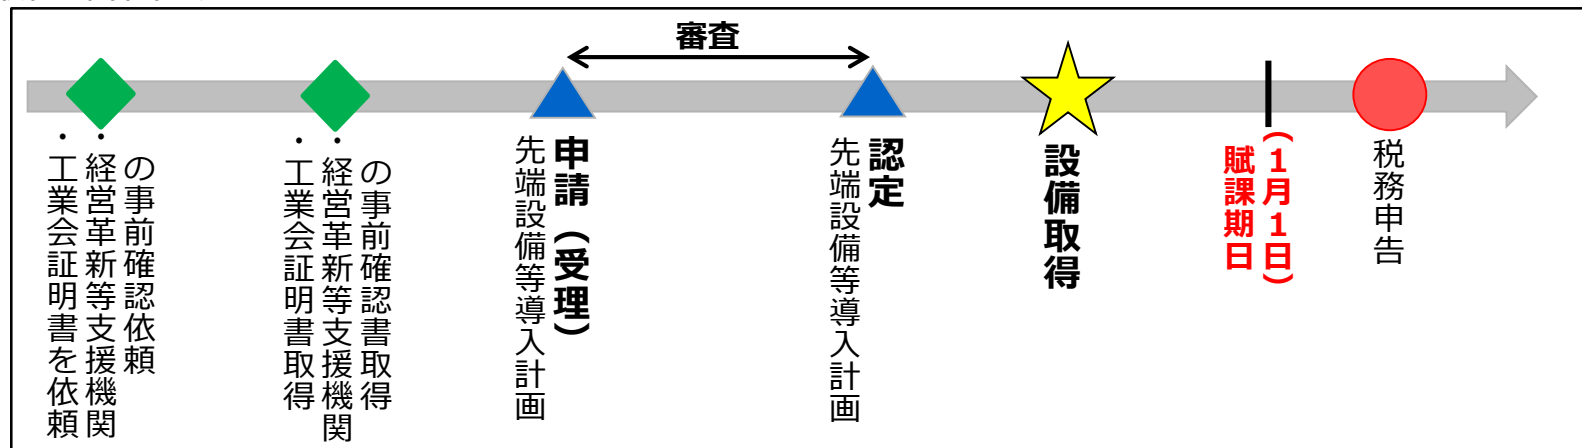 審査
・工業会証明書を依頼
・経営革新等支援機関
の事前確認依頼
・工業会証明書取得
・経営革新等支援機関
の事前確認書取得
先端設備等導入計画
申請（受理）
先端設備等導入計画
認定
設備取得
賦課期日
（1月1日）
税務申告